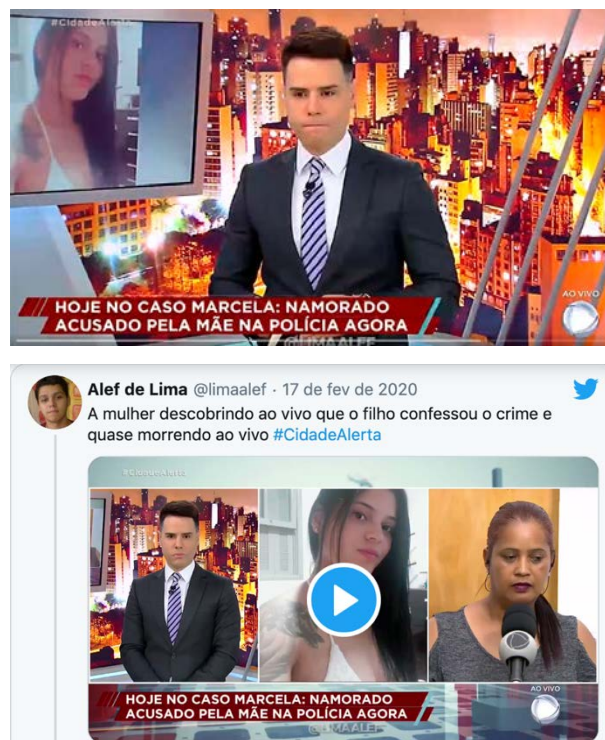 #CidadeAlerta
HOJE NO CASO MARCELA: NAMORADO
ACUSADO PELA MÃE NA POLÍCIA AGORA
AO VIVO
@LIMAALEF
Alef de Lima @limaalef · 17 de fev de 2020
A mulher descobrindo ao vivo que o filho confessou o crime e
quase morrendo ao vivo #CidadeAlerta
#CidadeAlerta
HOJE NO CASO MARCELA: NAMORADO
ACUSADO PELA MÃE NA POLÍCIA AGORA
AO VIVO
@LIMAALEF